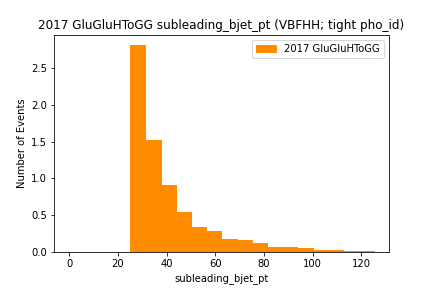 2017 GluGluHToGG subleading_bjet_pt (VBFHH; tight pho_id)
2017 GluGluHToGG
Number of Events
2.5
2.0
1.5
1.0
0.5
0.0
0 20 40 60 80 100 120
subleading_bjet_pt